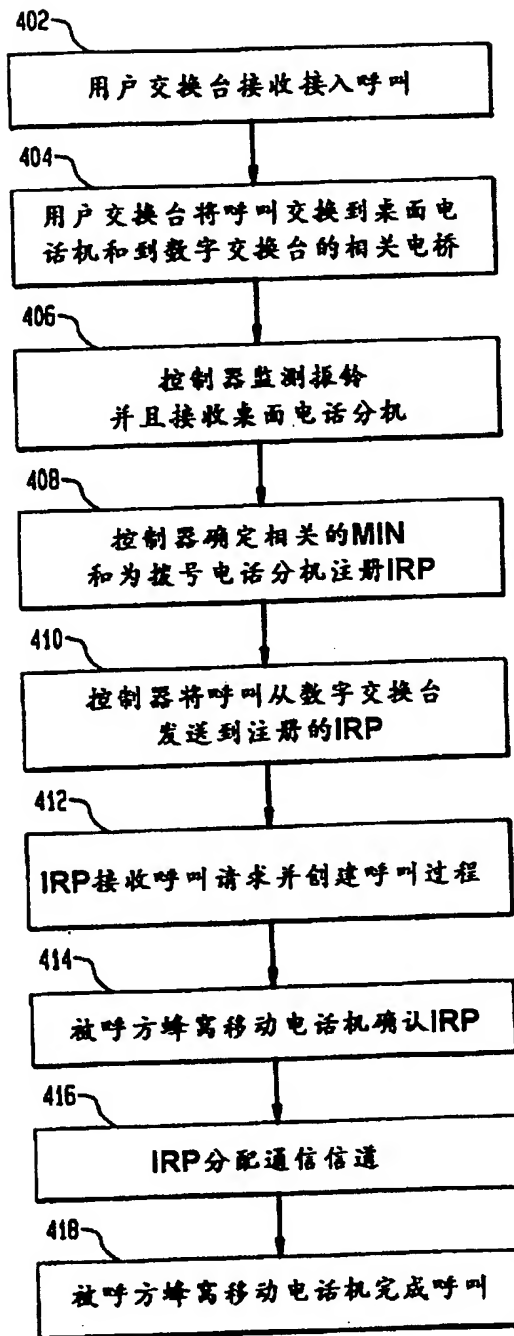 402
用户交换台接收接入呼叫
404
用户交换台将呼叫交换到桌面电
话机和到数字交换台的相关电桥
406
控制器监测振铃
并且接收桌面电话分机
408
控制器确定相关的MIN
和为拨号电话分机注册IRP
410
控制器将呼叫从数字交换台
发送到注册的IRP
412
IRP接收呼叫请求并创建呼叫过程
414
被呼方蜂窝移动电话机确认IRP
416
IRP分配通信信道
418
被呼方蜂窝移动电话机完成呼叫